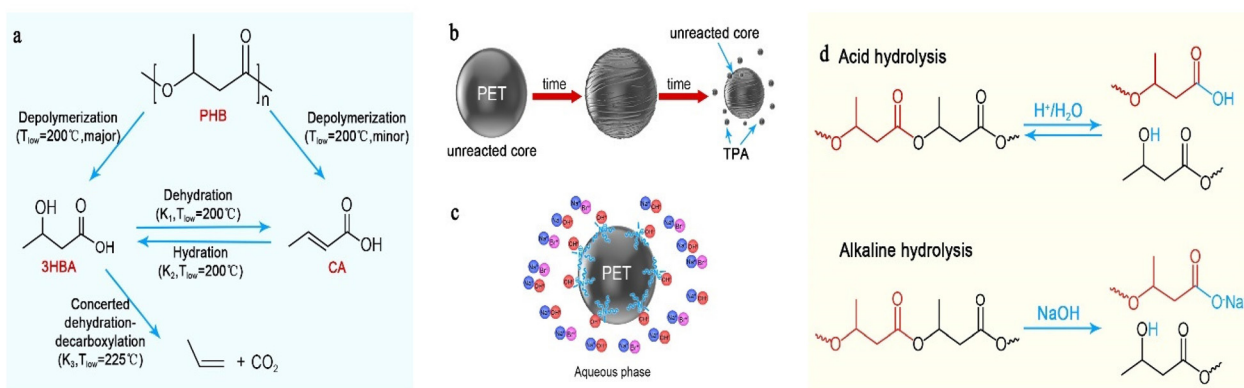 a
O
O
n
PHB
Depolymerization
(Tlow=200℃,major)
Depolymerization
(Tlow=200℃,minor)
OH
O
OH
3HBA
Dehydration
(K1,Tlow=200℃)
Hydration
(K2,Tlow=200℃)
O
OH
CA
Concerted
dehydration-
decarboxylation
(K3,Tlow=225℃)
+ CO2
b
PET
unreacted core
time
time
unreacted core
TPA
c
PET
Aqueous phase
d
Acid hydrolysis
O
O
O
O
O
H+/H2O
O
O
OH
OH
O
O
Alkaline hydrolysis
O
O
O
O
O
NaOH
O
O
O·Na
OH
O
O